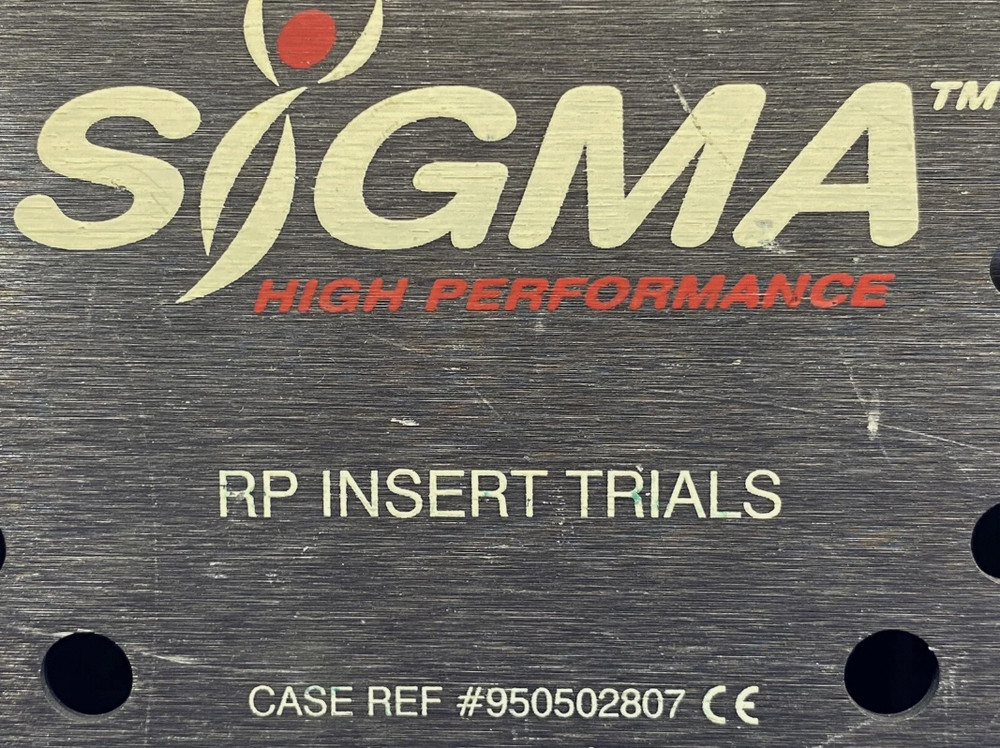 SiGMA™
HIGH PERFORMANCE
RP INSERT TRIALS
CASE REF #950502807 CE